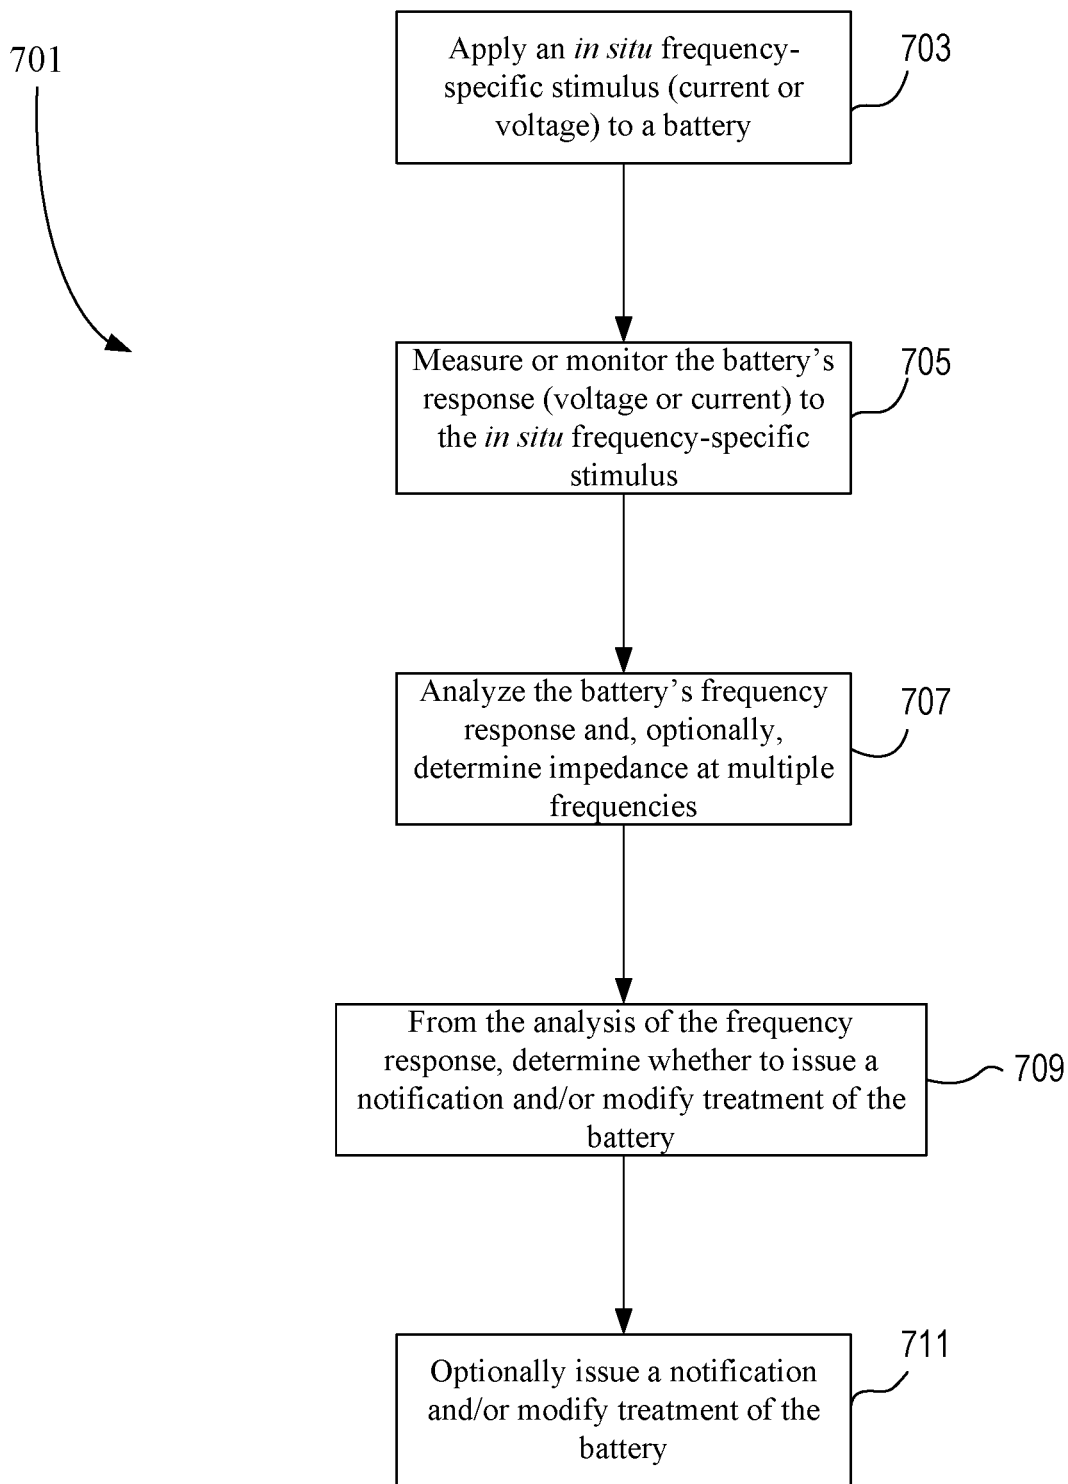 701
Apply an in situ frequency-
specific stimulus (current or
voltage) to a battery
703
Measure or monitor the battery’s
response (voltage or current) to
the in situ frequency-specific
stimulus
705
Analyze the battery’s frequency
response and, optionally,
determine impedance at multiple
frequencies
707
From the analysis of the frequency
response, determine whether to issue a
notification and/or modify treatment of the
battery
709
Optionally issue a notification
and/or modify treatment of the
battery
711